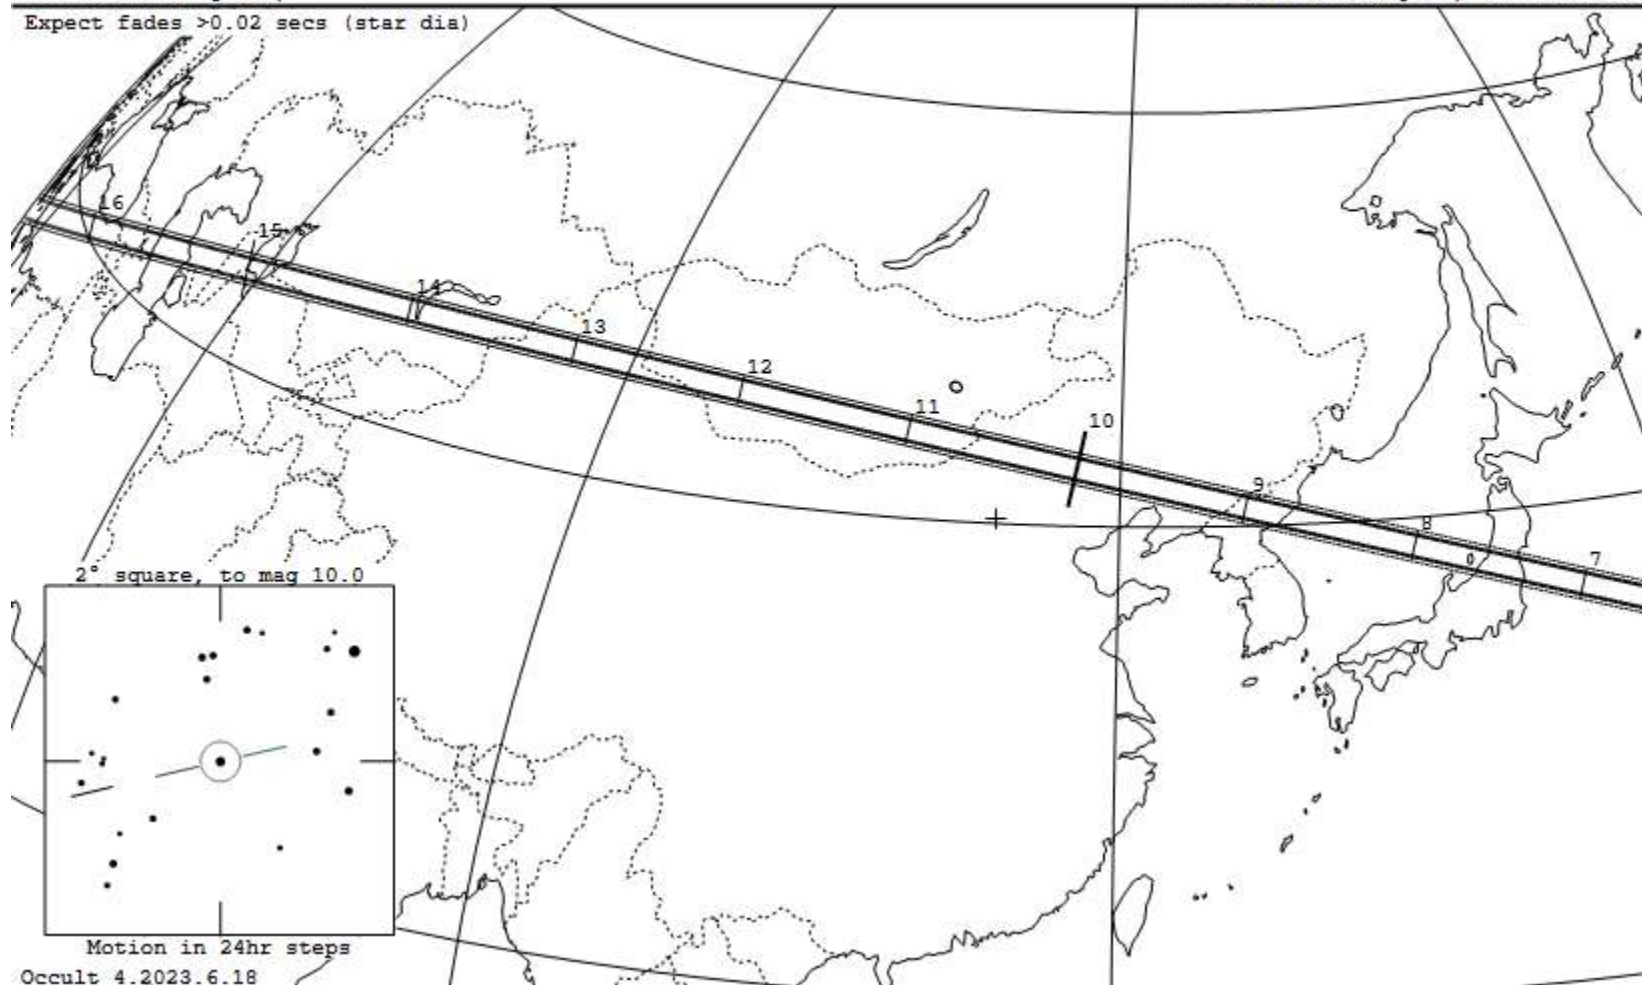 Expect fades >0.02 secs (star dia)
16
15
14
13
12
11
10
9
8
7
2° square, to mag 10.0
Motion in 24hr steps
Occult 4.2023.6.18